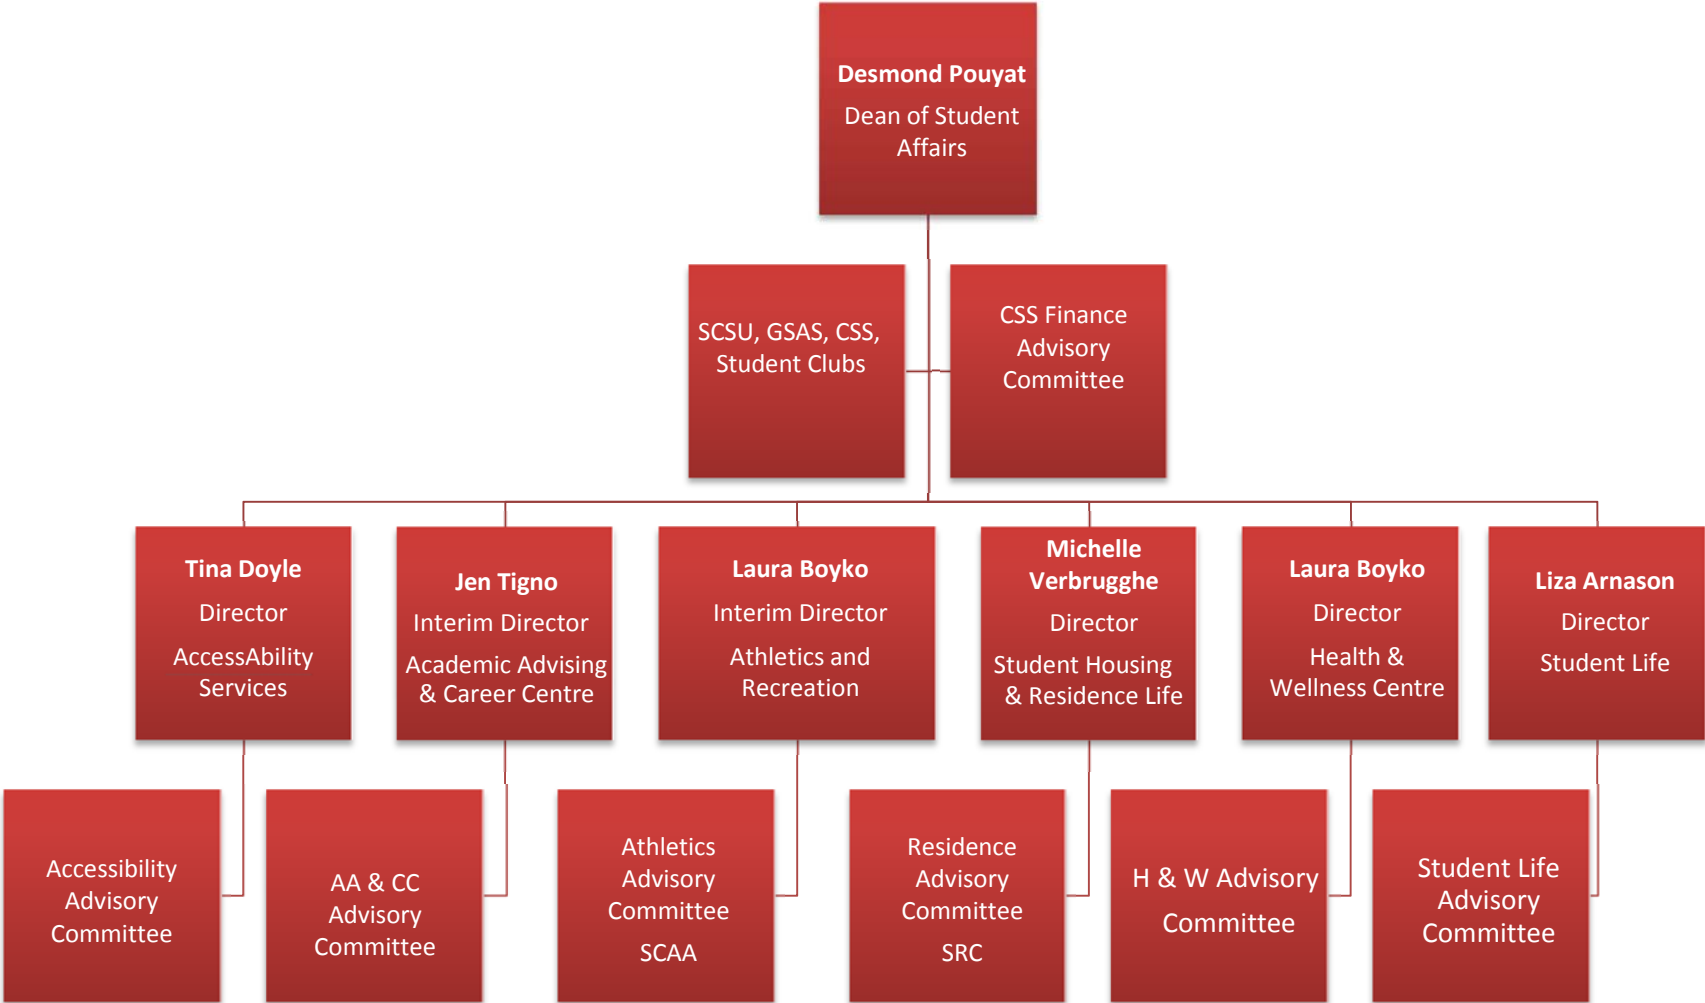 Desmond Pouyat
Dean of Student
Affairs
SCSU, GSAS, CSS,
Student Clubs
CSS Finance
Advisory
Committee
Tina Doyle
Director
AccessAbility
Services
Jen Tigno
Interim Director
Academic Advising
& Career Centre
Laura Boyko
Interim Director
Athletics and
Recreation
Michelle
Verbrugghe
Director
Student Housing
& Residence Life
Laura Boyko
Director
Health &
Wellness Centre
Liza Arnason
Director
Student Life
Accessibility
Advisory
Committee
AA & CC
Advisory
Committee
Athletics
Advisory
Committee
SCAA
Residence
Advisory
Committee
SRC
H & W Advisory
Committee
Student Life
Advisory
Committee